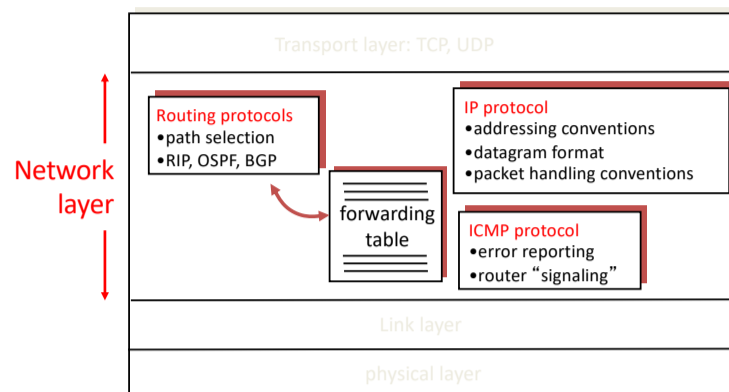 Transport layer: TCP, UDP
Network
layer
Routing protocols
•path selection
•RIP, OSPF, BGP
forwarding
table
IP protocol
•addressing conventions
•datagram format
•packet handling conventions
ICMP protocol
•error reporting
•router “signaling”
Link layer
physical layer